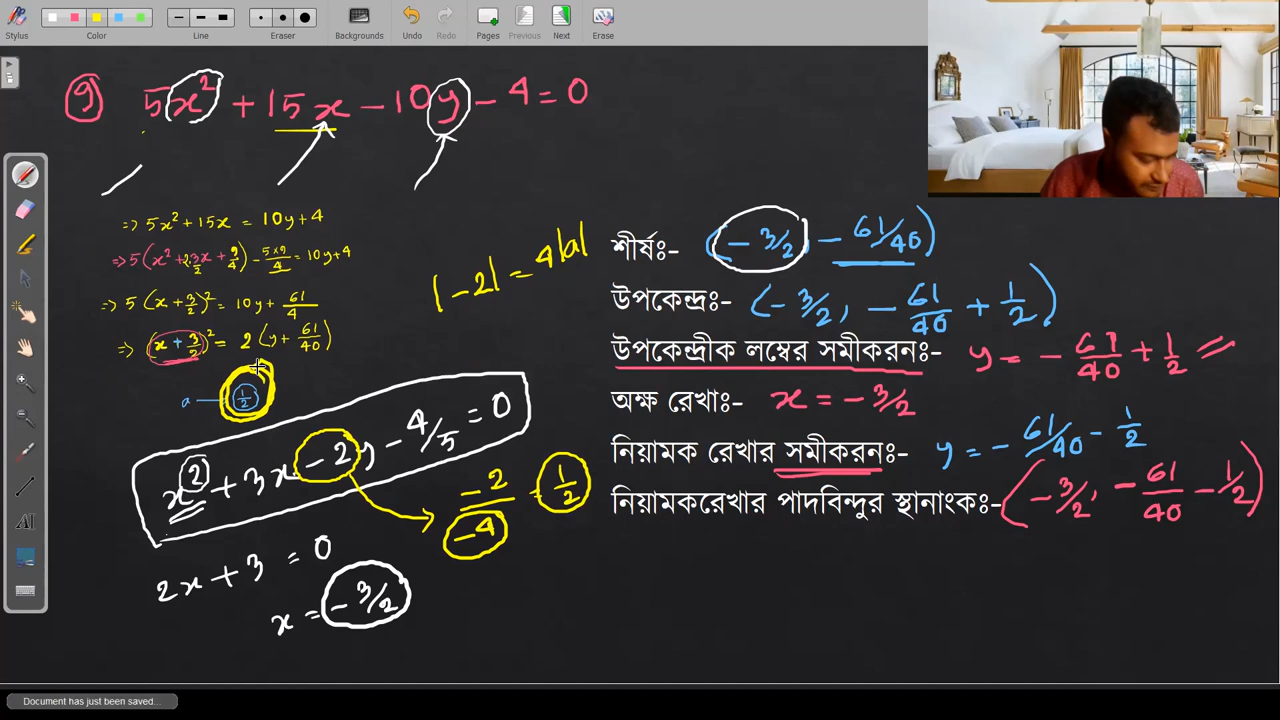 Stylus Color Line Eraser Backgrounds Undo Redo Pages Previous Next Erase
৭ 5x² + 15x − 10y − 4 = 0
=> 5x² + 15x = 10y + 4
=> 5(x² + 2·3/2 x + 9/4) − 5×9/4 = 10y + 4
=> 5(x + 3/2)² = 10y + 61/4
=> (x + 3/2)² = 2(y + 61/40)
a — 1/2
|−2| = 4|a|
x² + 3x − 2y − 4/5 = 0
−2/−4 = 1/2
2x + 3 = 0
x = −3/2
শীর্ষঃ- (−3/2, −61/40)
উপকেন্দ্রঃ- (−3/2, −61/40 + 1/2)
উপকেন্দ্রীক লম্বের সমীকরনঃ- y = −61/40 + 1/2
অক্ষ রেখাঃ- x = −3/2
নিয়ামক রেখার সমীকরনঃ- y = −61/40 − 1/2
নিয়ামকরেখার পাদবিন্দুর স্থানাংকঃ- (−3/2, −61/40 − 1/2)
AI
Document has just been saved...